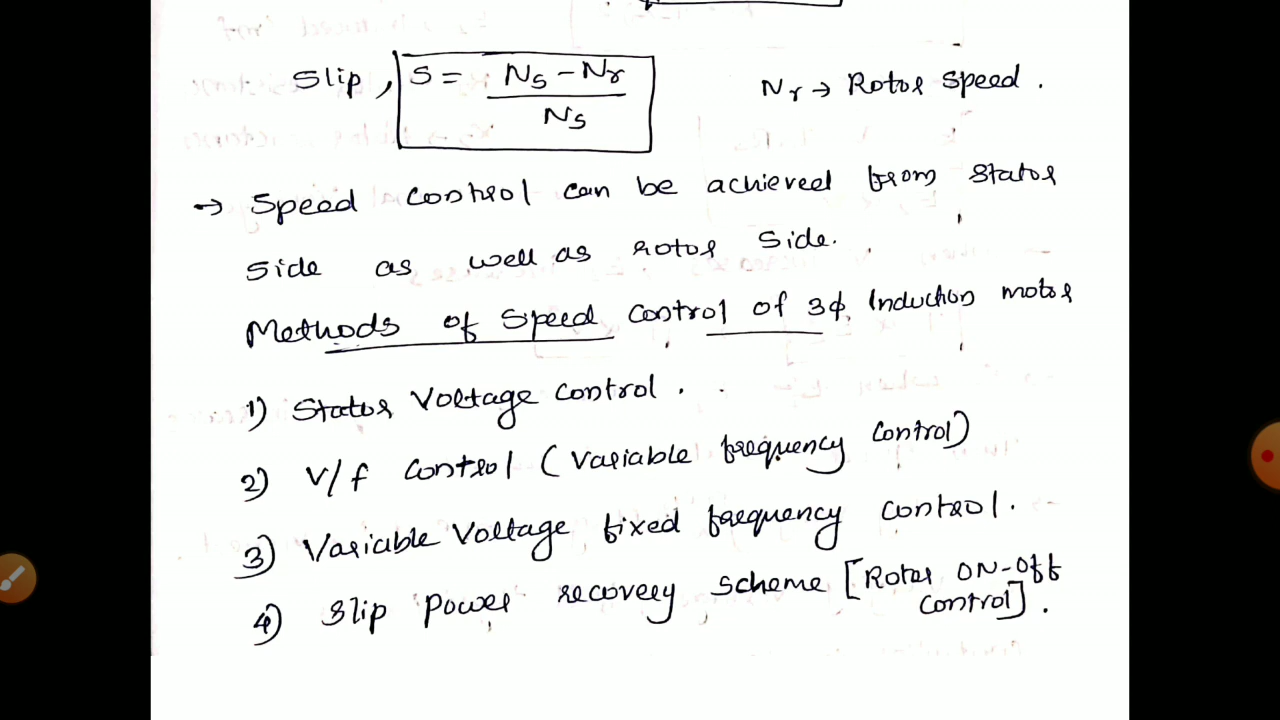 Slip, S = Ns - Nr / Ns    Nr → Rotor Speed.
→ Speed control can be achieved from stator
side as well as rotor side.
Methods of Speed control of 3ϕ Induction motor
1) Stator Voltage control.
2) V/f control (Variable frequency control)
3) Variable Voltage fixed frequency control.
4) Slip Power recovery scheme [Rotor ON-Off
control].